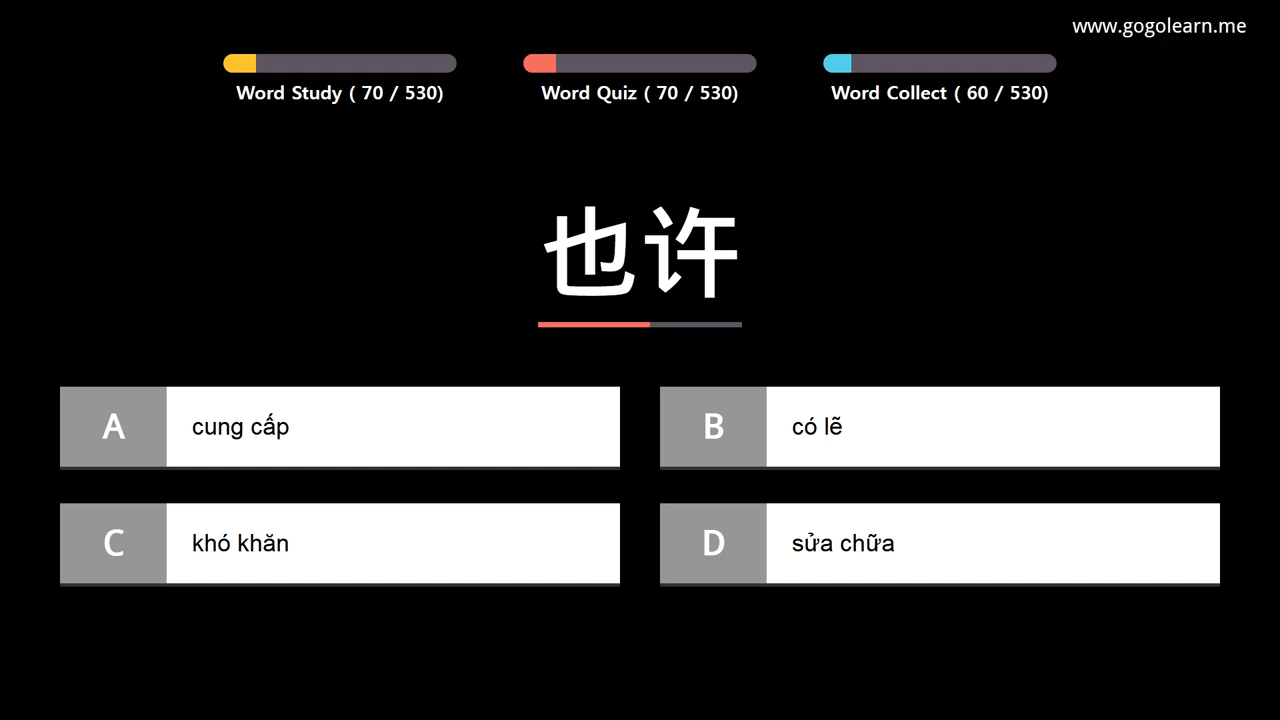 www.gogolearn.me
Word Study ( 70 / 530)
Word Quiz ( 70 / 530)
Word Collect ( 60 / 530)
也许
A cung cấp
B có lẽ
C khó khăn
D sửa chữa